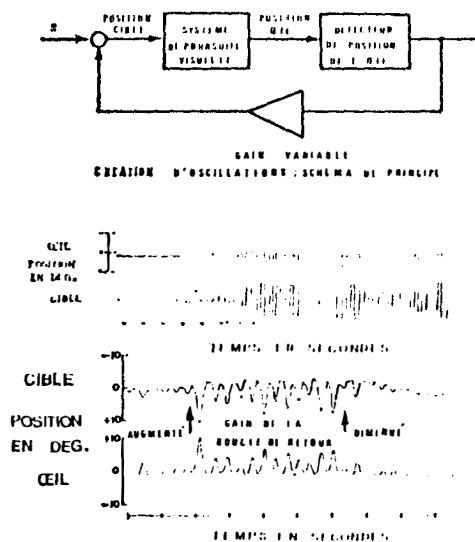 POSITION CIBLE
SYSTÈME DE POURSUITE VISUELLE
POSITION ŒIL
DÉTECTEUR DE POSITION DE L'ŒIL
GAIN VARIABLE
CRÉATION D'OSCILLATIONS : SCHÉMA DE PRINCIPE
ŒIL
POSITION
EN DEG.
CIBLE
TEMPS EN SECONDES
-10
CIBLE
0
POSITION
+10
AUGMENTÉ
GAIN DE LA
BOUCLE DE RETOUR
DIMINUÉ
EN DEG.
+10
ŒIL
0
-10
TEMPS EN SECONDES